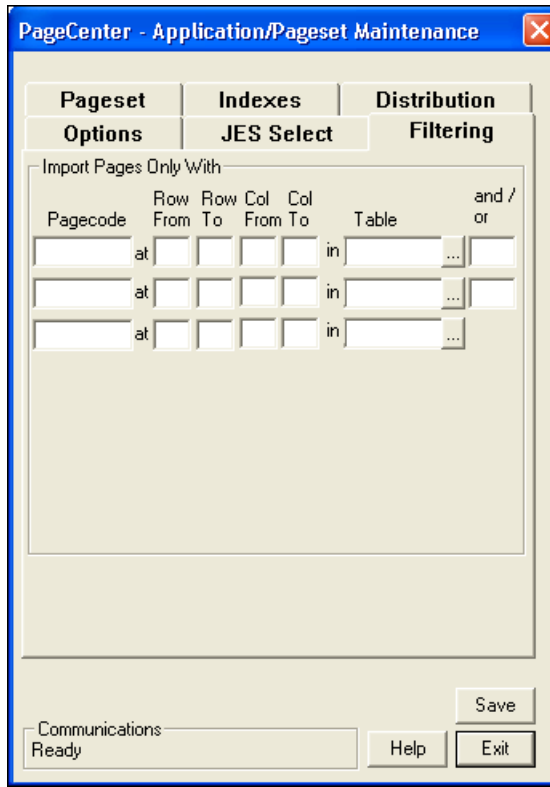 PageCenter - Application/Pageset Maintenance
Pageset Indexes Distribution
Options JES Select Filtering
Import Pages Only With
Row Row Col Col and /
Pagecode From To From To Table or
at in ...
at in ...
at in ...
Save
Communications
Ready Help Exit